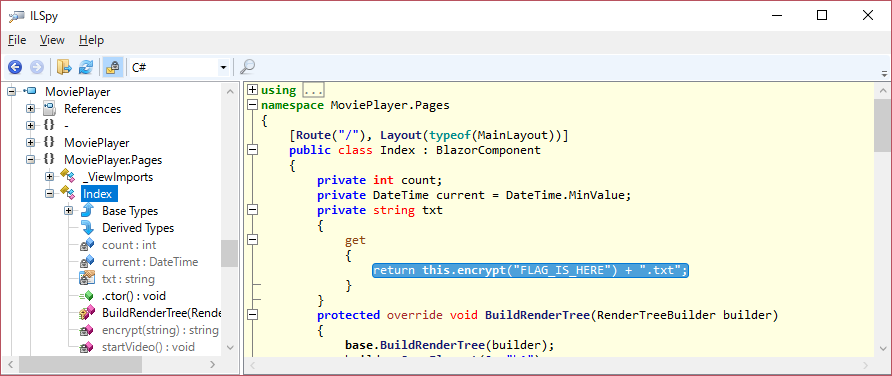 ILSpy
File View Help
C#
MoviePlayer
References
-
MoviePlayer
MoviePlayer.Pages
_ViewImports
Index
Base Types
Derived Types
count : int
current : DateTime
txt : string
.ctor() : void
BuildRenderTree(Rende
encrypt(string) : string
startVideo() : void
using ...
namespace MoviePlayer.Pages
{
[Route("/"), Layout(typeof(MainLayout))]
public class Index : BlazorComponent
{
private int count;
private DateTime current = DateTime.MinValue;
private string txt
{
get
{
return this.encrypt("FLAG_IS_HERE") + ".txt";
}
}
protected override void BuildRenderTree(RenderTreeBuilder builder)
{
base.BuildRenderTree(builder);